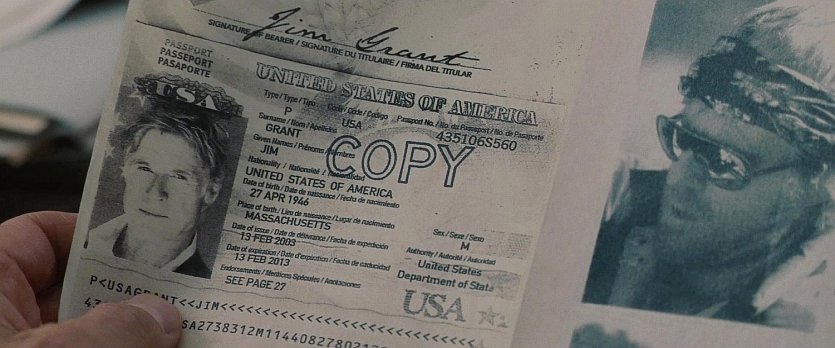 Jim Grant
SIGNATURE OF BEARER / SIGNATURE DU TITULAIRE / FIRMA DEL TITULAR
PASSPORT
PASSEPORT
PASAPORTE
USA
UNITED STATES OF AMERICA
Type / Type / Tipo Code / Code / Código Passport No. / No. du Passeport / No. de Pasaporte
P USA 435106S560
Surname / Nom / Apellidos
GRANT
Given Names / Prénoms / Nombres
JIM
COPY
Nationality / Nationalité / Nacionalidad
UNITED STATES OF AMERICA
Date of birth / Date de naissance / Fecha de nacimiento
27 APR 1946
Place of birth / Lieu de naissance / Lugar de nacimiento
MASSACHUSETTS
Sex / Sexe / Sexo
M
Date of issue / Date de délivrance / Fecha de expedición
13 FEB 2003
Authority / Autorité / Autoridad
United States
Department of State
Date of expiration / Date d'expiration / Fecha de caducidad
13 FEB 2013
Endorsements / Mentions Spéciales / Anotaciones
SEE PAGE 27
USA
P<USAGRANT<<JIM<<<<<<<<<<<<<<<<<<<<<<<<<<<